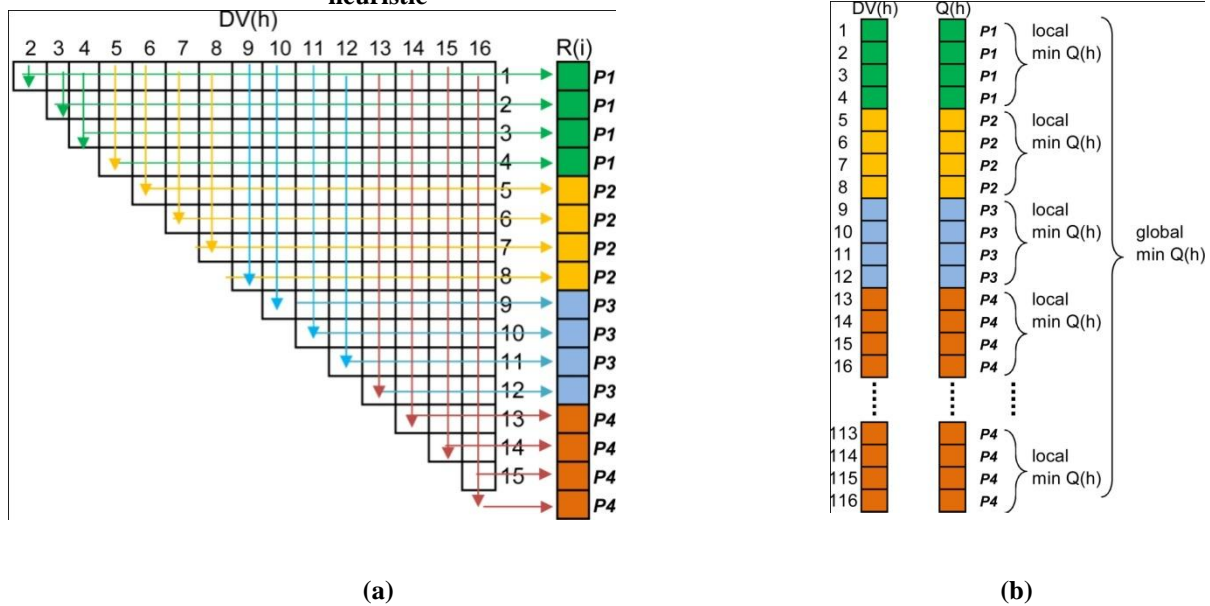 heuristic
DV(h)
2 3 4 5 6 7 8 9 10 11 12 13 14 15 16 R(i)
1 P1
2 P1
3 P1
4 P1
5 P2
6 P2
7 P2
8 P2
9 P3
10 P3
11 P3
12 P3
13 P4
14 P4
15 P4
P4
(a)
DV(h) Q(h)
1 P1 local
2 P1 min Q(h)
3 P1
4 P1
5 P2 local
6 P2 min Q(h)
7 P2
8 P2
9 P3 local
10 P3 min Q(h)
11 P3
12 P3
global
min Q(h)
13 P4 local
14 P4 min Q(h)
15 P4
16 P4
113 P4
114 P4 local
115 P4 min Q(h)
116 P4
(b)